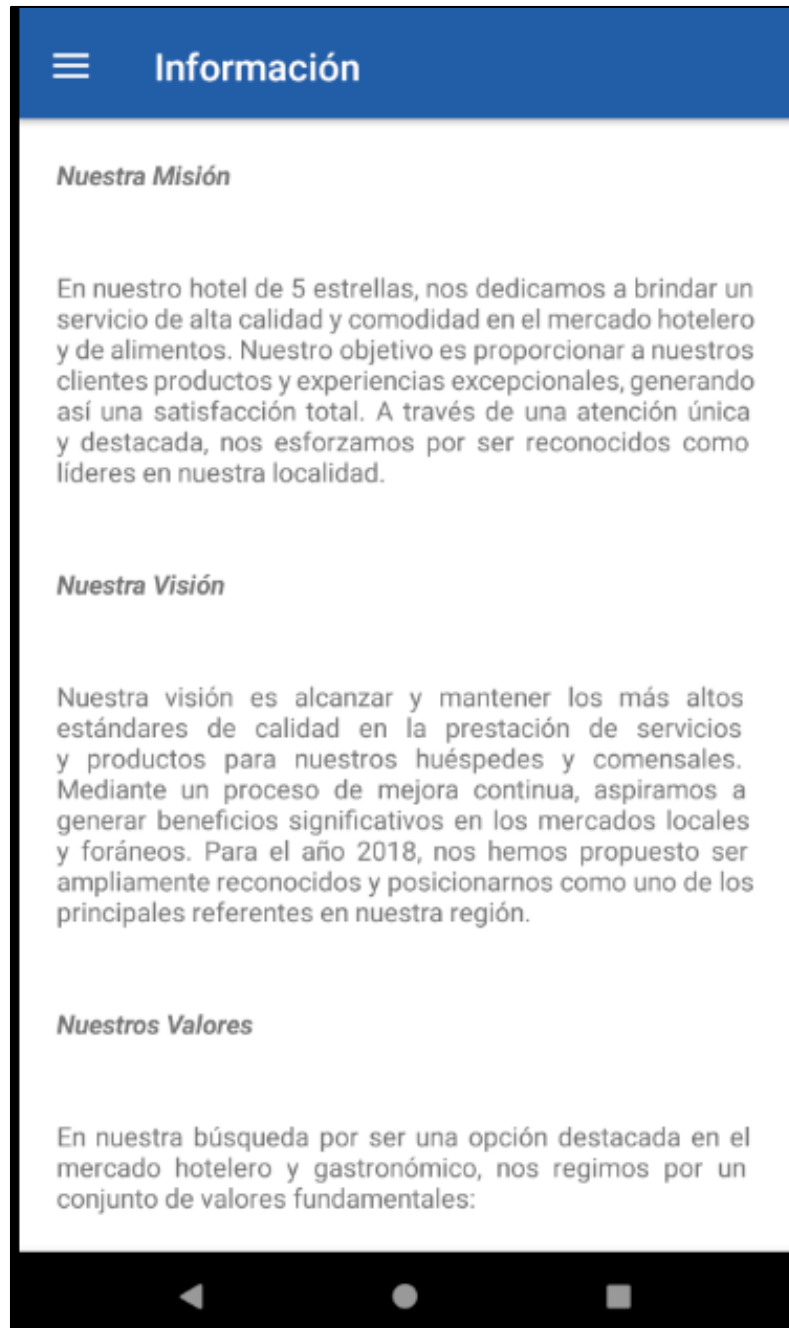 Información
Nuestra Misión
En nuestro hotel de 5 estrellas, nos dedicamos a brindar un
servicio de alta calidad y comodidad en el mercado hotelero
y de alimentos. Nuestro objetivo es proporcionar a nuestros
clientes productos y experiencias excepcionales, generando
así una satisfacción total. A través de una atención única
y destacada, nos esforzamos por ser reconocidos como
líderes en nuestra localidad.
Nuestra Visión
Nuestra visión es alcanzar y mantener los más altos
estándares de calidad en la prestación de servicios
y productos para nuestros huéspedes y comensales.
Mediante un proceso de mejora continua, aspiramos a
generar beneficios significativos en los mercados locales
y foráneos. Para el año 2018, nos hemos propuesto ser
ampliamente reconocidos y posicionarnos como uno de los
principales referentes en nuestra región.
Nuestros Valores
En nuestra búsqueda por ser una opción destacada en el
mercado hotelero y gastronómico, nos regimos por un
conjunto de valores fundamentales: